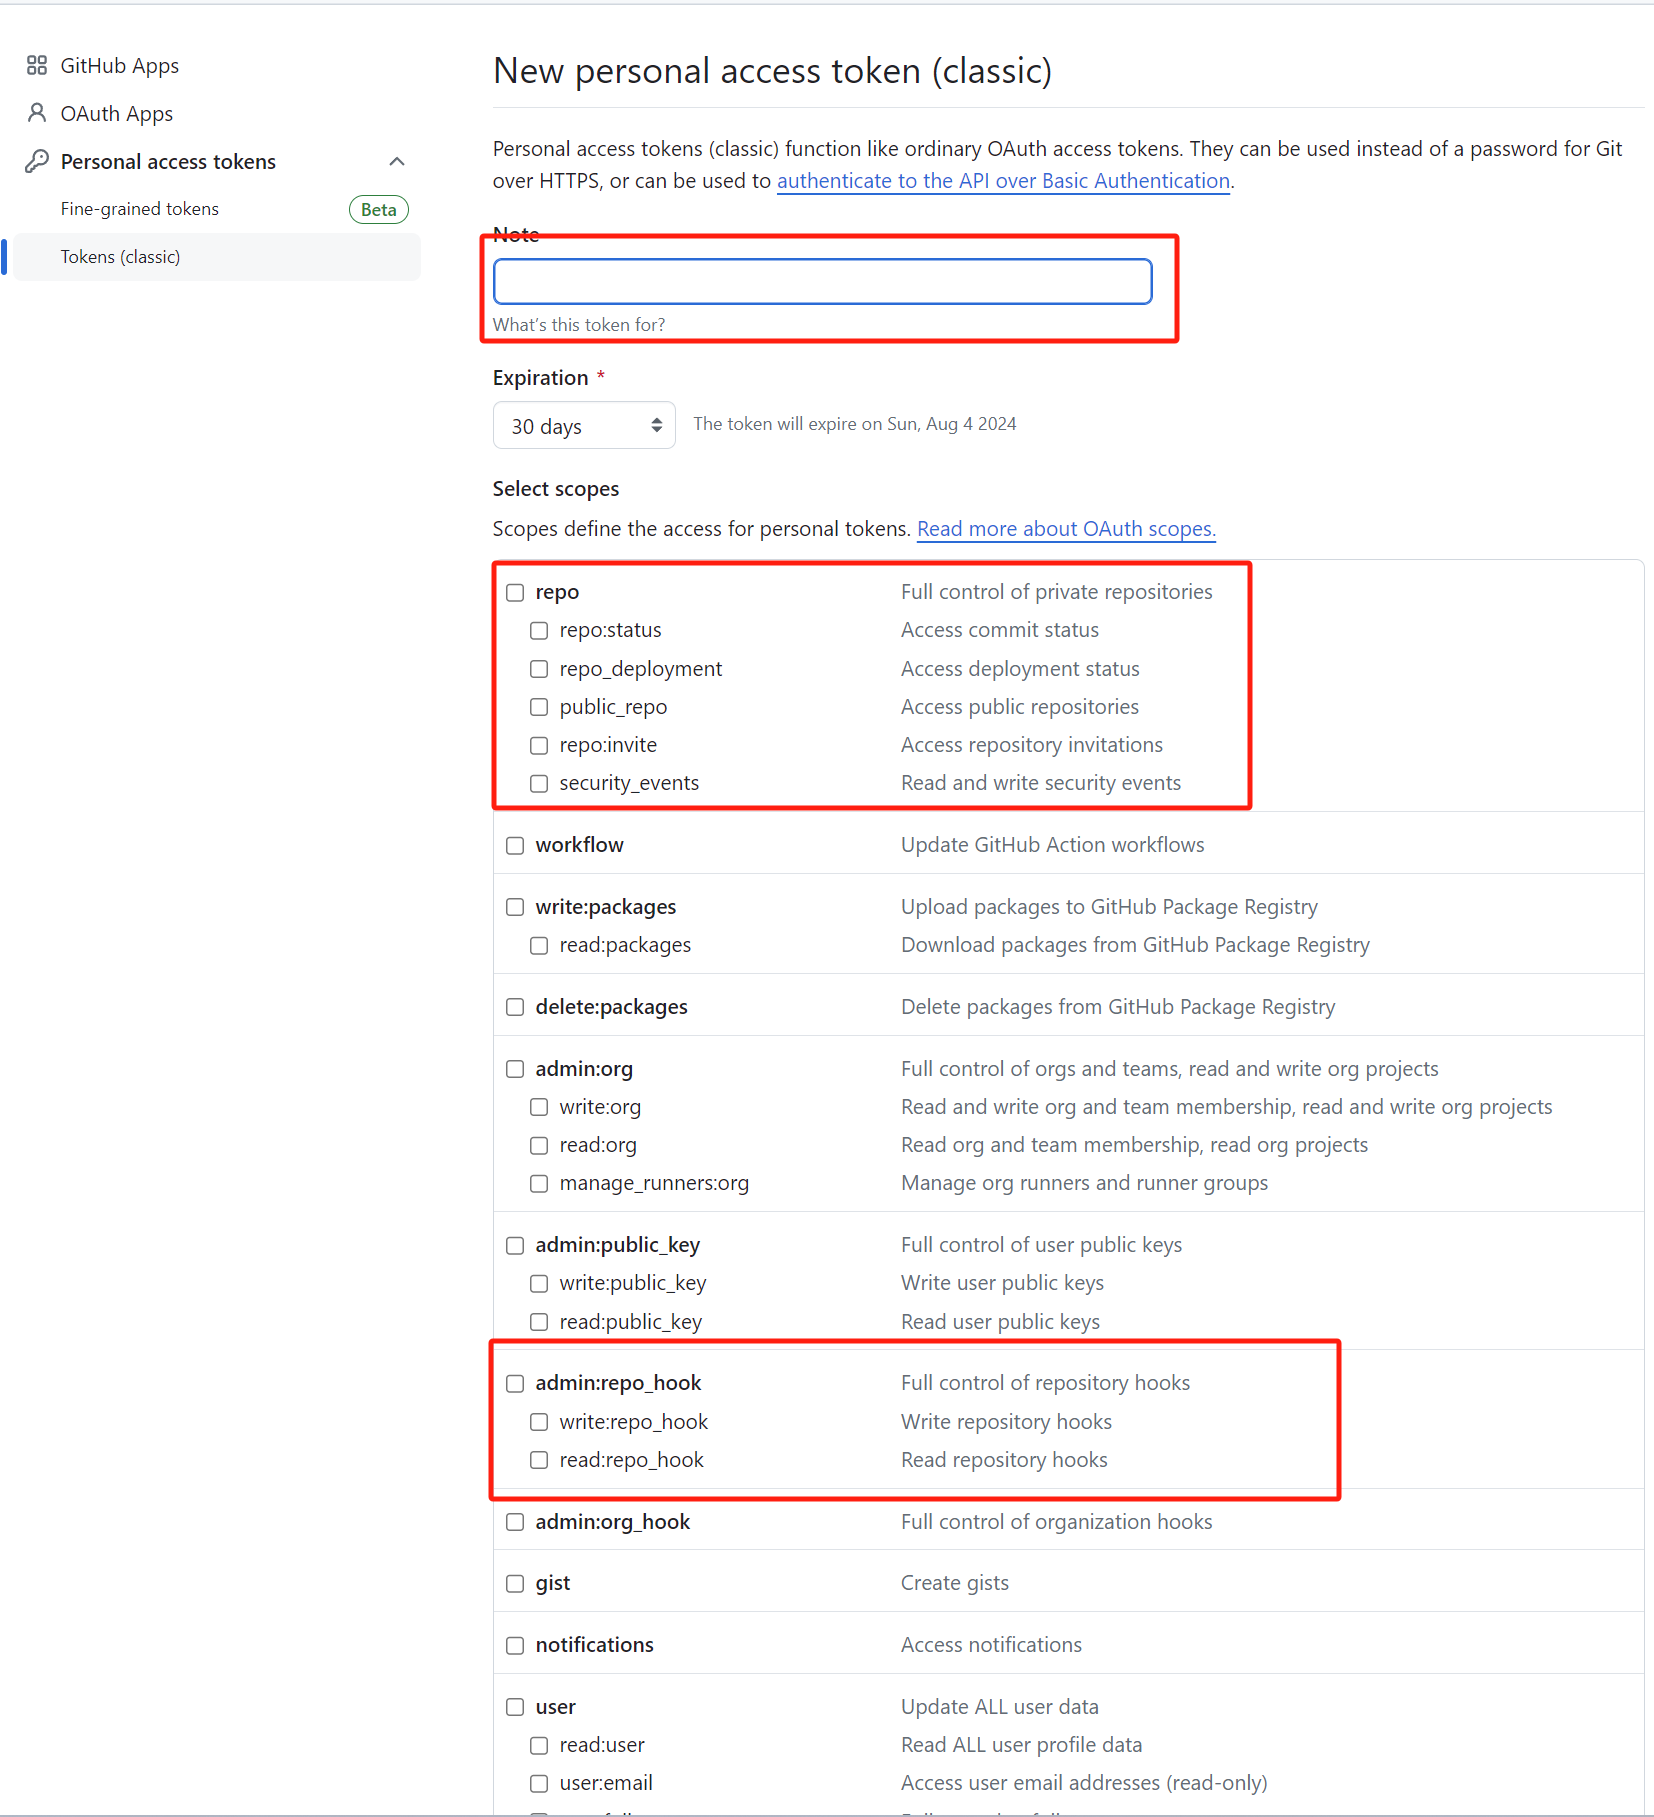 GitHub Apps
OAuth Apps
Personal access tokens
Fine-grained tokens
Beta
Tokens (classic)
New personal access token (classic)
Personal access tokens (classic) function like ordinary OAuth access tokens. They can be used instead of a password for Git
over HTTPS, or can be used to authenticate to the API over Basic Authentication.
Note
What's this token for?
Expiration *
30 days
The token will expire on Sun, Aug 4 2024
Select scopes
Scopes define the access for personal tokens. Read more about OAuth scopes.
repo Full control of private repositories
repo:status Access commit status
repo_deployment Access deployment status
public_repo Access public repositories
repo:invite Access repository invitations
security_events Read and write security events
workflow Update GitHub Action workflows
write:packages Upload packages to GitHub Package Registry
read:packages Download packages from GitHub Package Registry
delete:packages Delete packages from GitHub Package Registry
admin:org Full control of orgs and teams, read and write org projects
write:org Read and write org and team membership, read and write org projects
read:org Read org and team membership, read org projects
manage_runners:org Manage org runners and runner groups
admin:public_key Full control of user public keys
write:public_key Write user public keys
read:public_key Read user public keys
admin:repo_hook Full control of repository hooks
write:repo_hook Write repository hooks
read:repo_hook Read repository hooks
admin:org_hook Full control of organization hooks
gist Create gists
notifications Access notifications
user Update ALL user data
read:user Read ALL user profile data
user:email Access user email addresses (read-only)